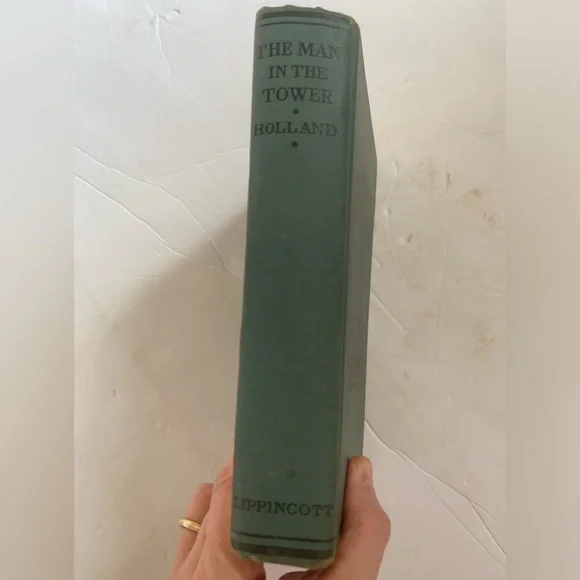 THE MAN
IN THE
TOWER
•
HOLLAND
•
LIPPINCOTT